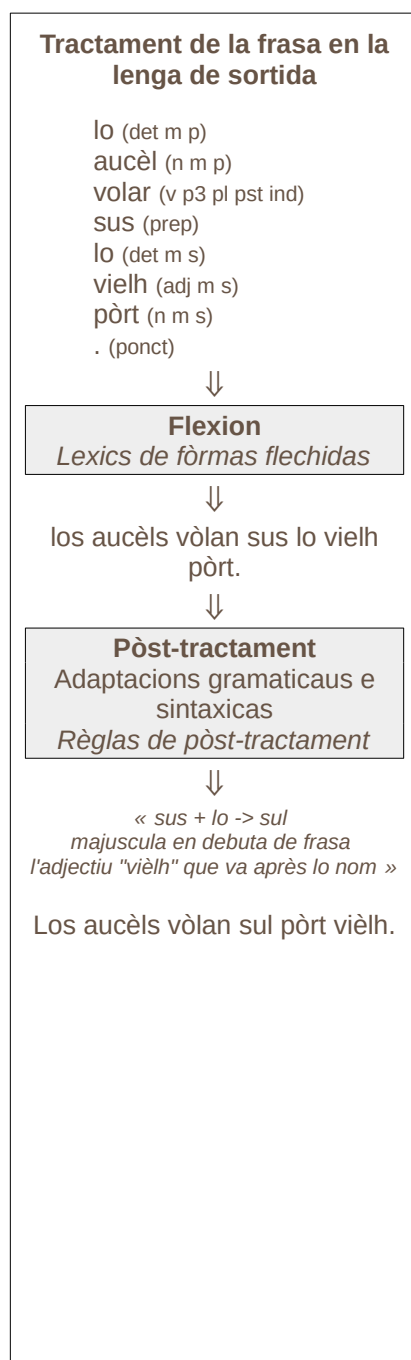 Tractament de la frasa en la
lenga de sortida
lo (det m p)
aucèl (n m p)
volar (v p3 pl pst ind)
sus (prep)
lo (det m s)
vielh (adj m s)
pòrt (n m s)
. (ponct)
⇓
Flexion
Lexics de fòrmas flechidas
⇓
los aucèls vòlan sus lo vielh
pòrt.
⇓
Pòst-tractament
Adaptacions gramaticaus e
sintaxicas
Règlas de pòst-tractament
⇓
« sus + lo -> sul
majuscula en debuta de frasa
l'adjectiu "vièlh" que va après lo nom »
Los aucèls vòlan sul pòrt vièlh.